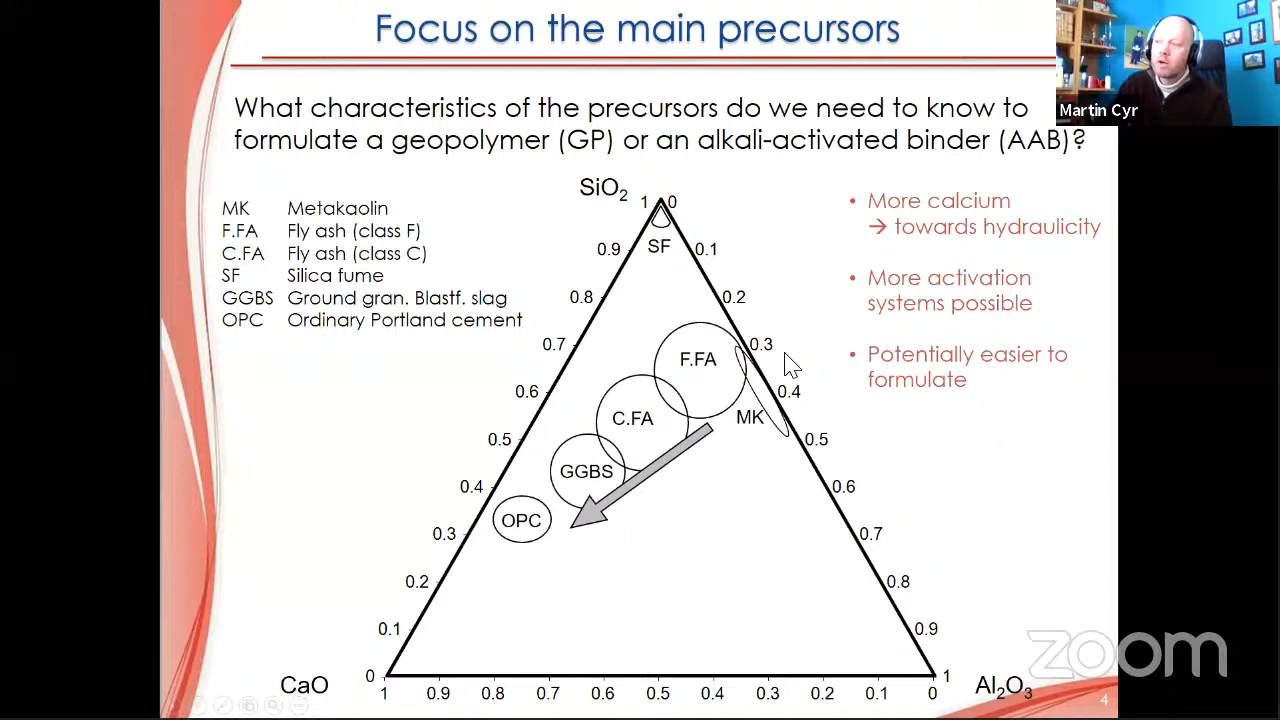 Focus on the main precursors
Martin Cyr
What characteristics of the precursors do we need to know to
formulate a geopolymer (GP) or an alkali-activated binder (AAB)?
MK Metakaolin
F.FA Fly ash (class F)
C.FA Fly ash (class C)
SF Silica fume
GGBS Ground gran. Blastf. slag
OPC Ordinary Portland cement
SiO2
1 0
SF
0.9 0.1
0.8 0.2
0.7 0.3
F.FA
0.6 0.4
C.FA MK
0.5 0.5
GGBS
0.4 0.6
OPC
0.3 0.7
0.2 0.8
0.1 0.9
0 1
CaO
1 0.9 0.8 0.7 0.6 0.5 0.4 0.3 0.2 0.1 0
Al2O3
• More calcium
→ towards hydraulicity
• More activation
systems possible
• Potentially easier to
formulate
zoom
4